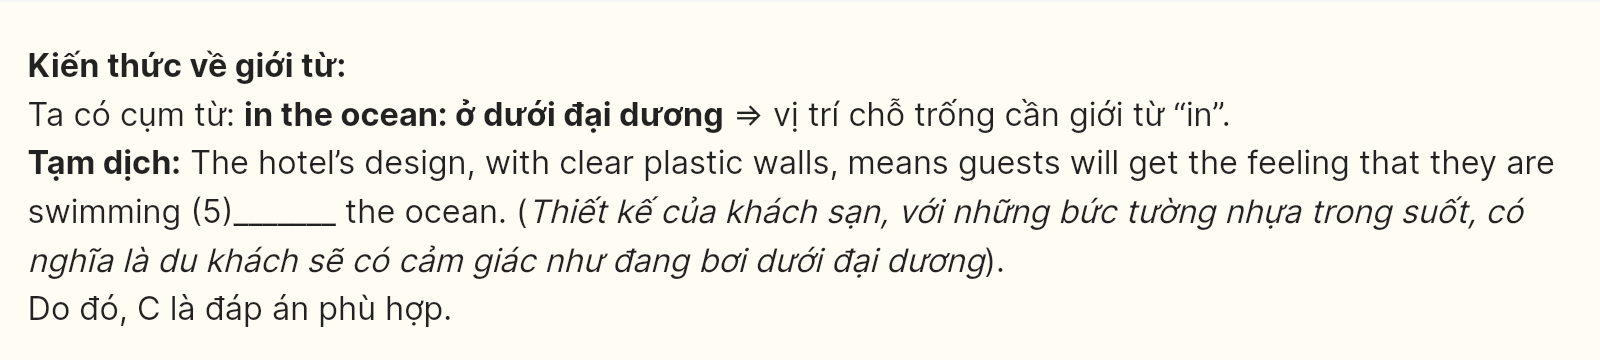 Kiến thức về giới từ:
Ta có cụm từ: in the ocean: ở dưới đại dương ⇒ vị trí chỗ trống cần giới từ “in”.
Tạm dịch: The hotel’s design, with clear plastic walls, means guests will get the feeling that they are
swimming (5)_______ the ocean. (Thiết kế của khách sạn, với những bức tường nhựa trong suốt, có
nghĩa là du khách sẽ có cảm giác như đang bơi dưới đại dương).
Do đó, C là đáp án phù hợp.